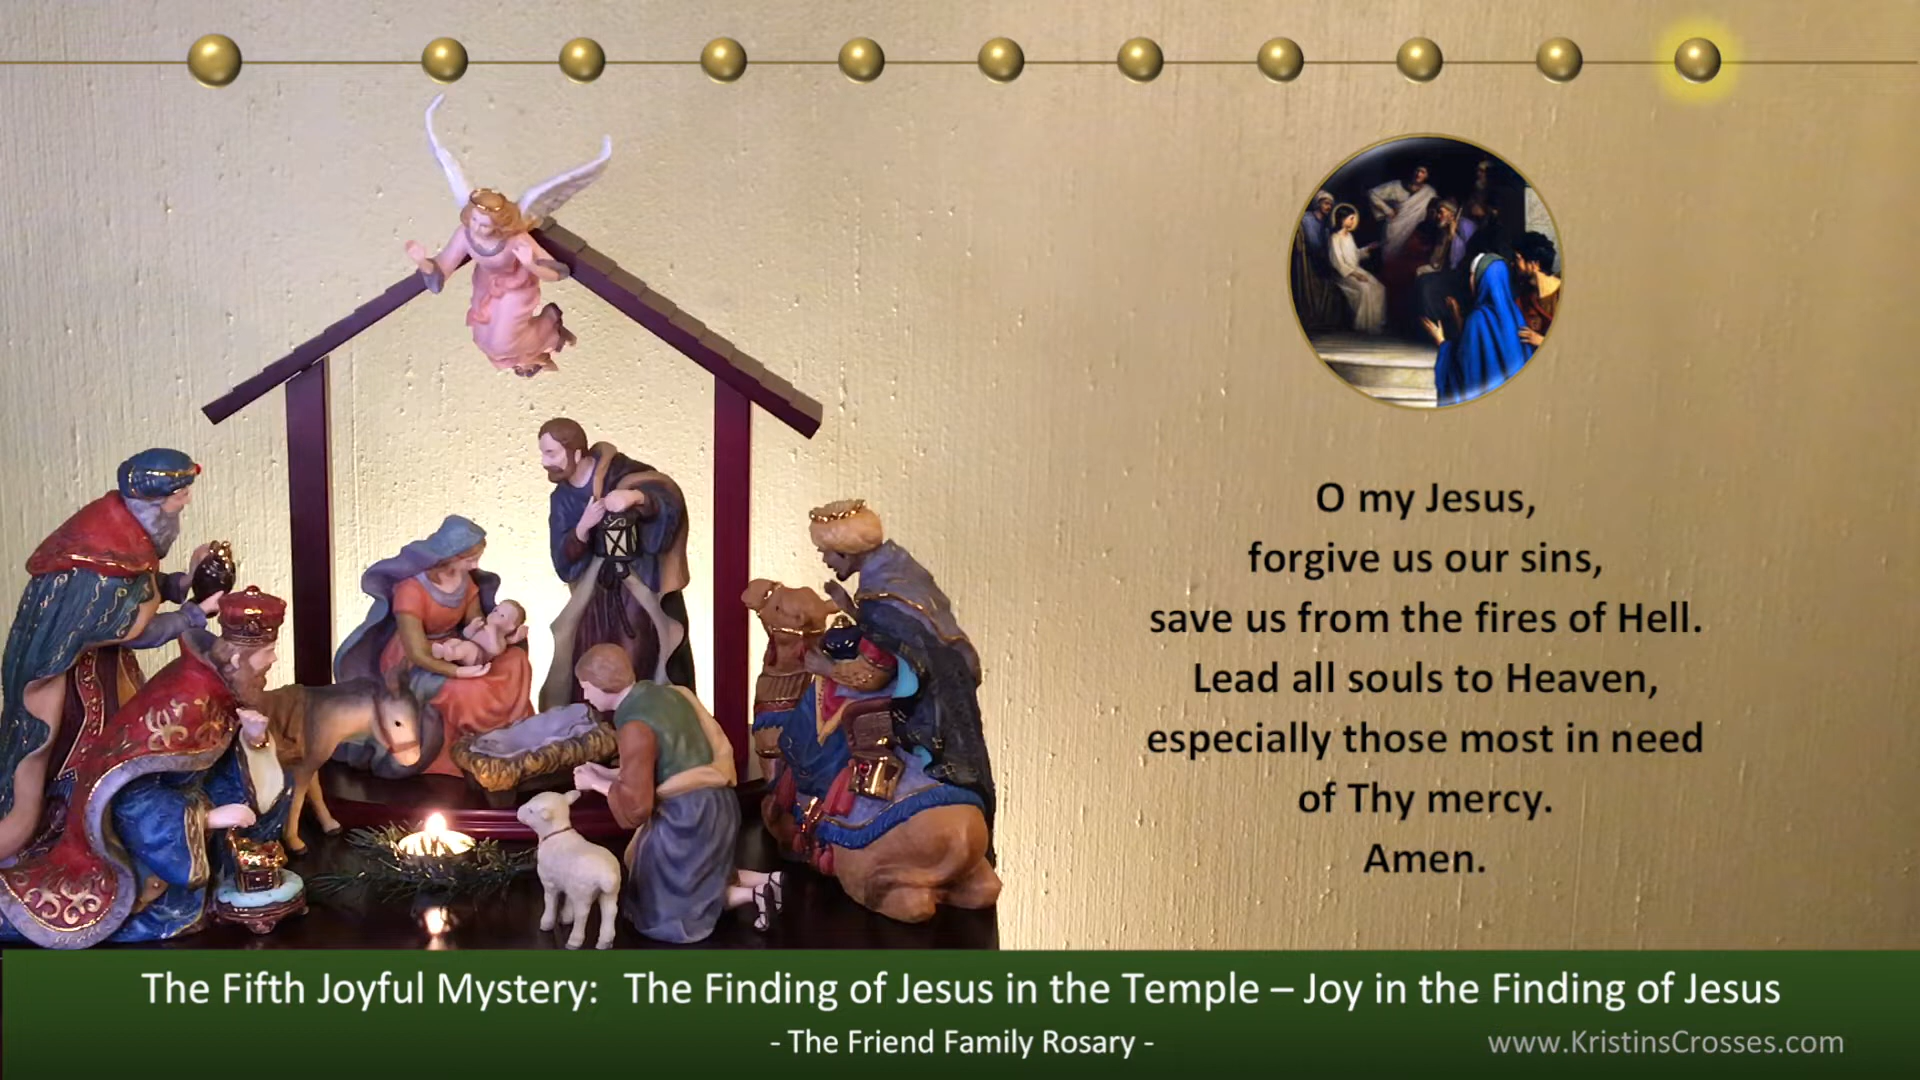 O my Jesus,
forgive us our sins,
save us from the fires of Hell.
Lead all souls to Heaven,
especially those most in need
of Thy mercy.
Amen.
The Fifth Joyful Mystery: The Finding of Jesus in the Temple – Joy in the Finding of Jesus
- The Friend Family Rosary -
www.KristinsCrosses.com